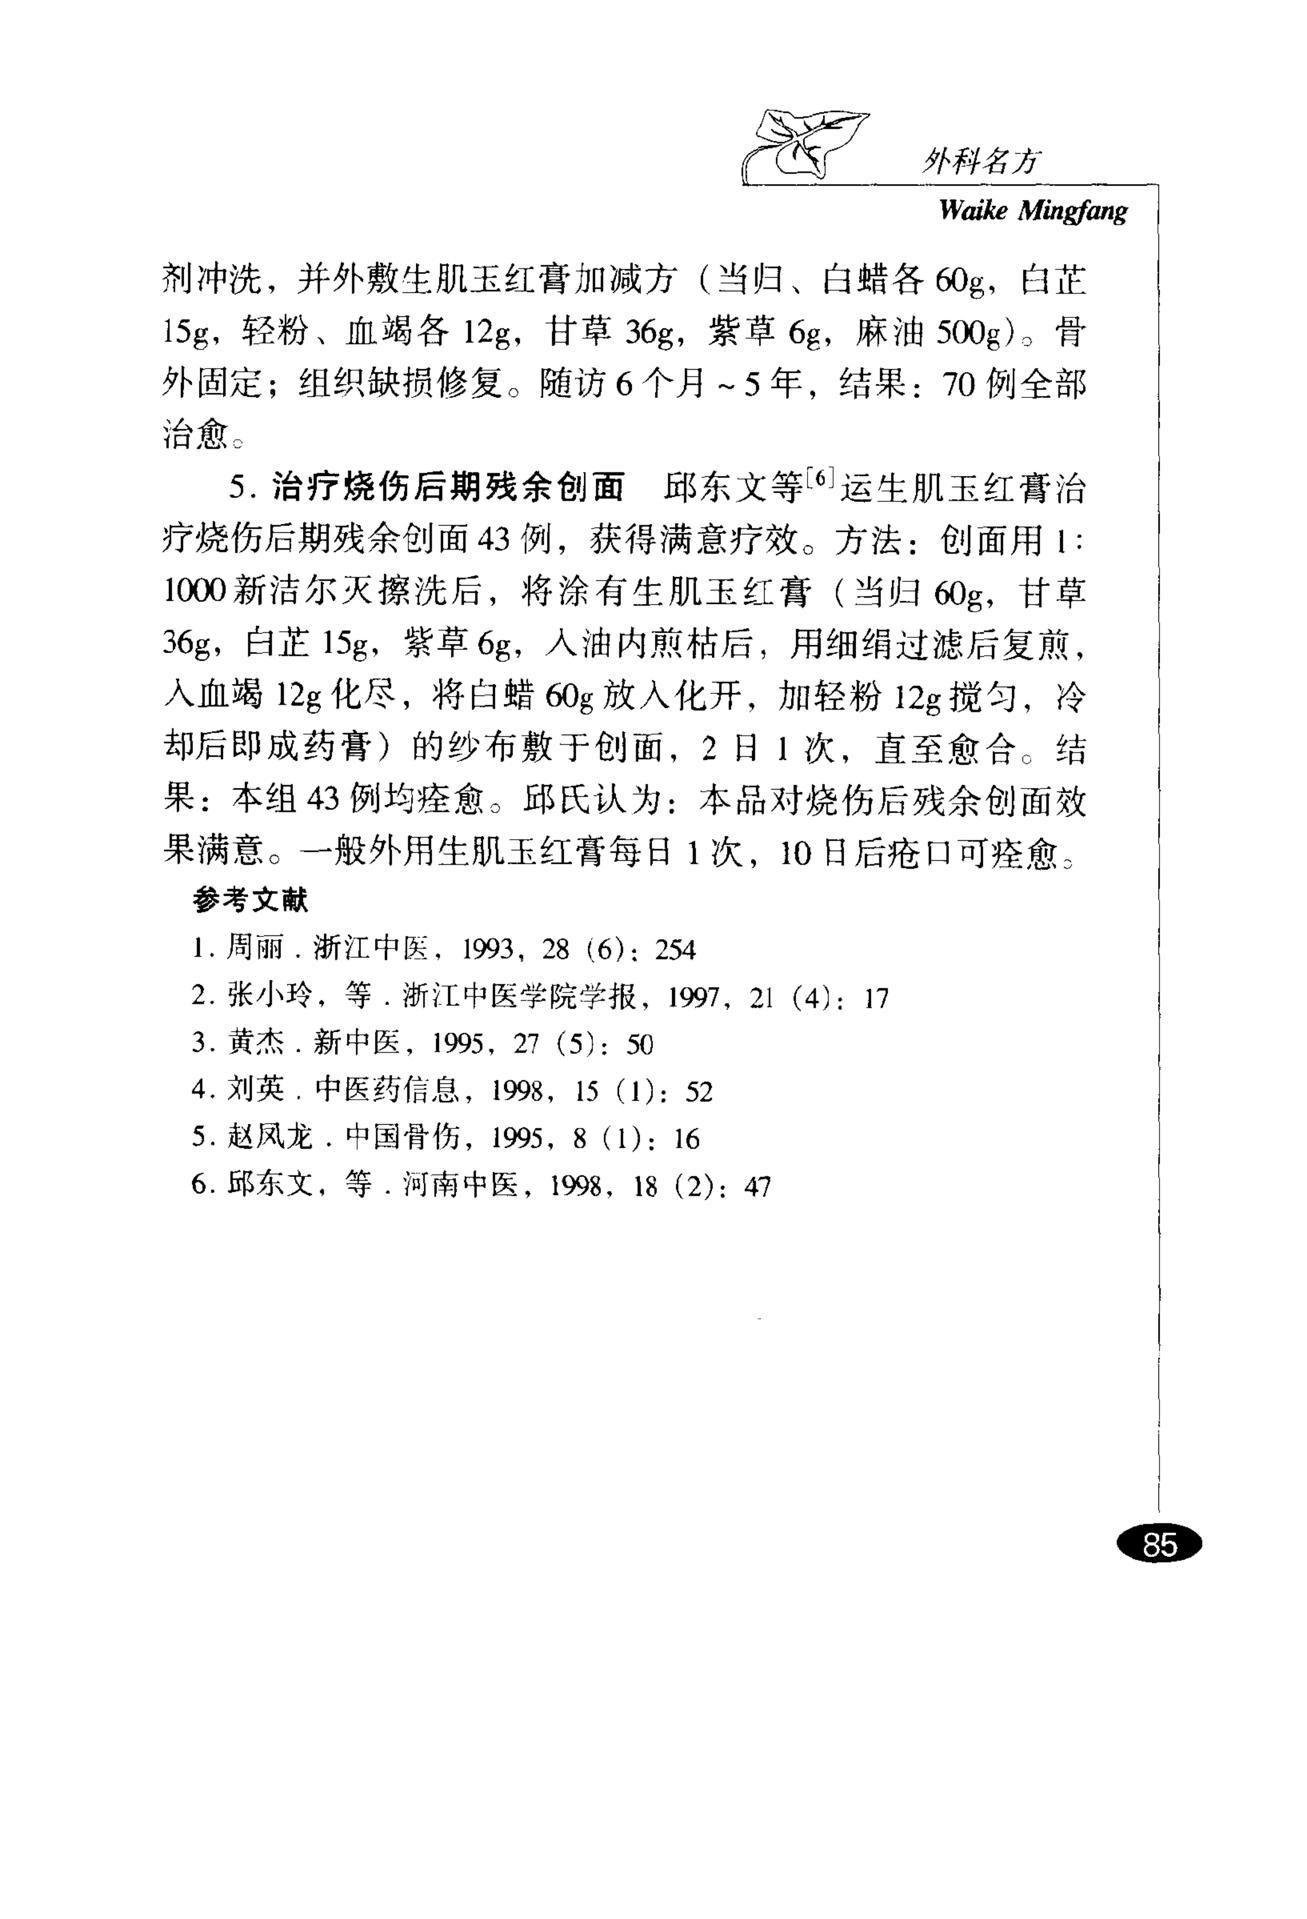 外科名方
Waike Mingfang
剂冲洗，并外敷生肌玉红膏加减方（当归、白蜡各 60g，白芷
15g，轻粉、血竭各 12g，甘草 36g，紫草 6g，麻油 500g）。骨
外固定；组织缺损修复。随访 6 个月～5 年，结果：70 例全部
治愈。
5. 治疗烧伤后期残余创面　邱东文等[6]运生肌玉红膏治
疗烧伤后期残余创面 43 例，获得满意疗效。方法：创面用 1：
1000 新洁尔灭擦洗后，将涂有生肌玉红膏（当归 60g，甘草
36g，白芷 15g，紫草 6g，入油内煎枯后，用细绢过滤后复煎，
入血竭 12g 化尽，将白蜡 60g 放入化开，加轻粉 12g 搅匀，冷
却后即成药膏）的纱布敷于创面，2 日 1 次，直至愈合。结
果：本组 43 例均痊愈。邱氏认为：本品对烧伤后残余创面效
果满意。一般外用生肌玉红膏每日 1 次，10 日后疮口可痊愈。
参考文献
1. 周丽．浙江中医，1993，28（6）：254
2. 张小玲，等．浙江中医学院学报，1997，21（4）：17
3. 黄杰．新中医，1995，27（5）：50
4. 刘英．中医药信息，1998，15（1）：52
5. 赵凤龙．中国骨伤，1995，8（1）：16
6. 邱东文，等．河南中医，1998，18（2）：47
85